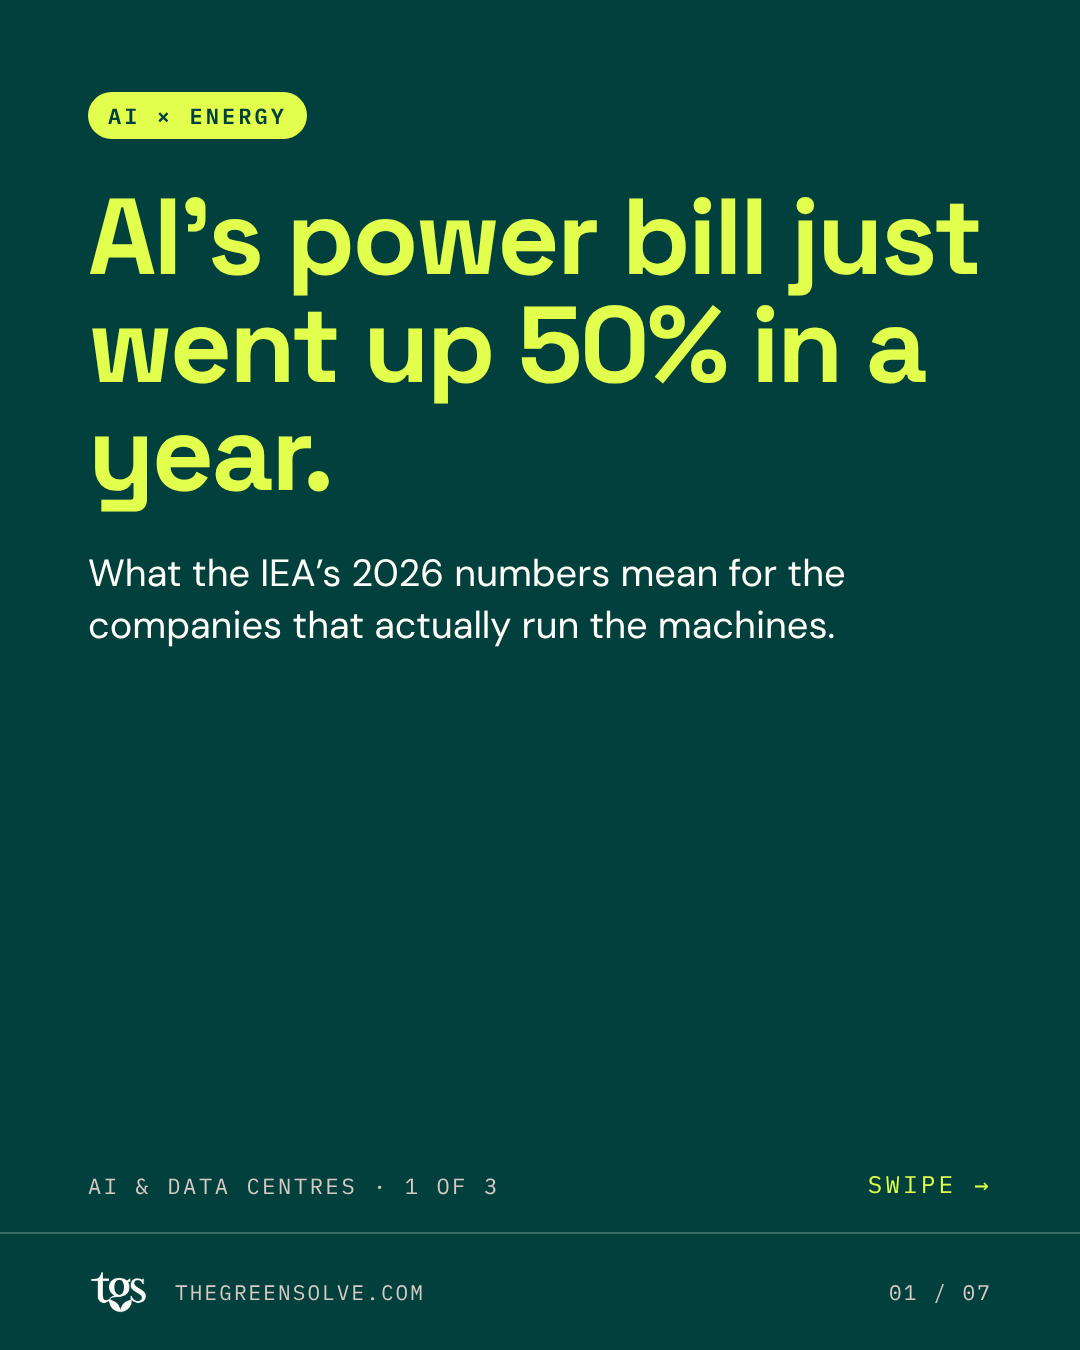 AI × ENERGY
AI’s power bill just
went up 50% in a
year.
What the IEA’s 2026 numbers mean for the
companies that actually run the machines.
AI & DATA CENTRES · 1 OF 3
SWIPE →
tgs
THEGREENSOLVE.COM
01 / 07